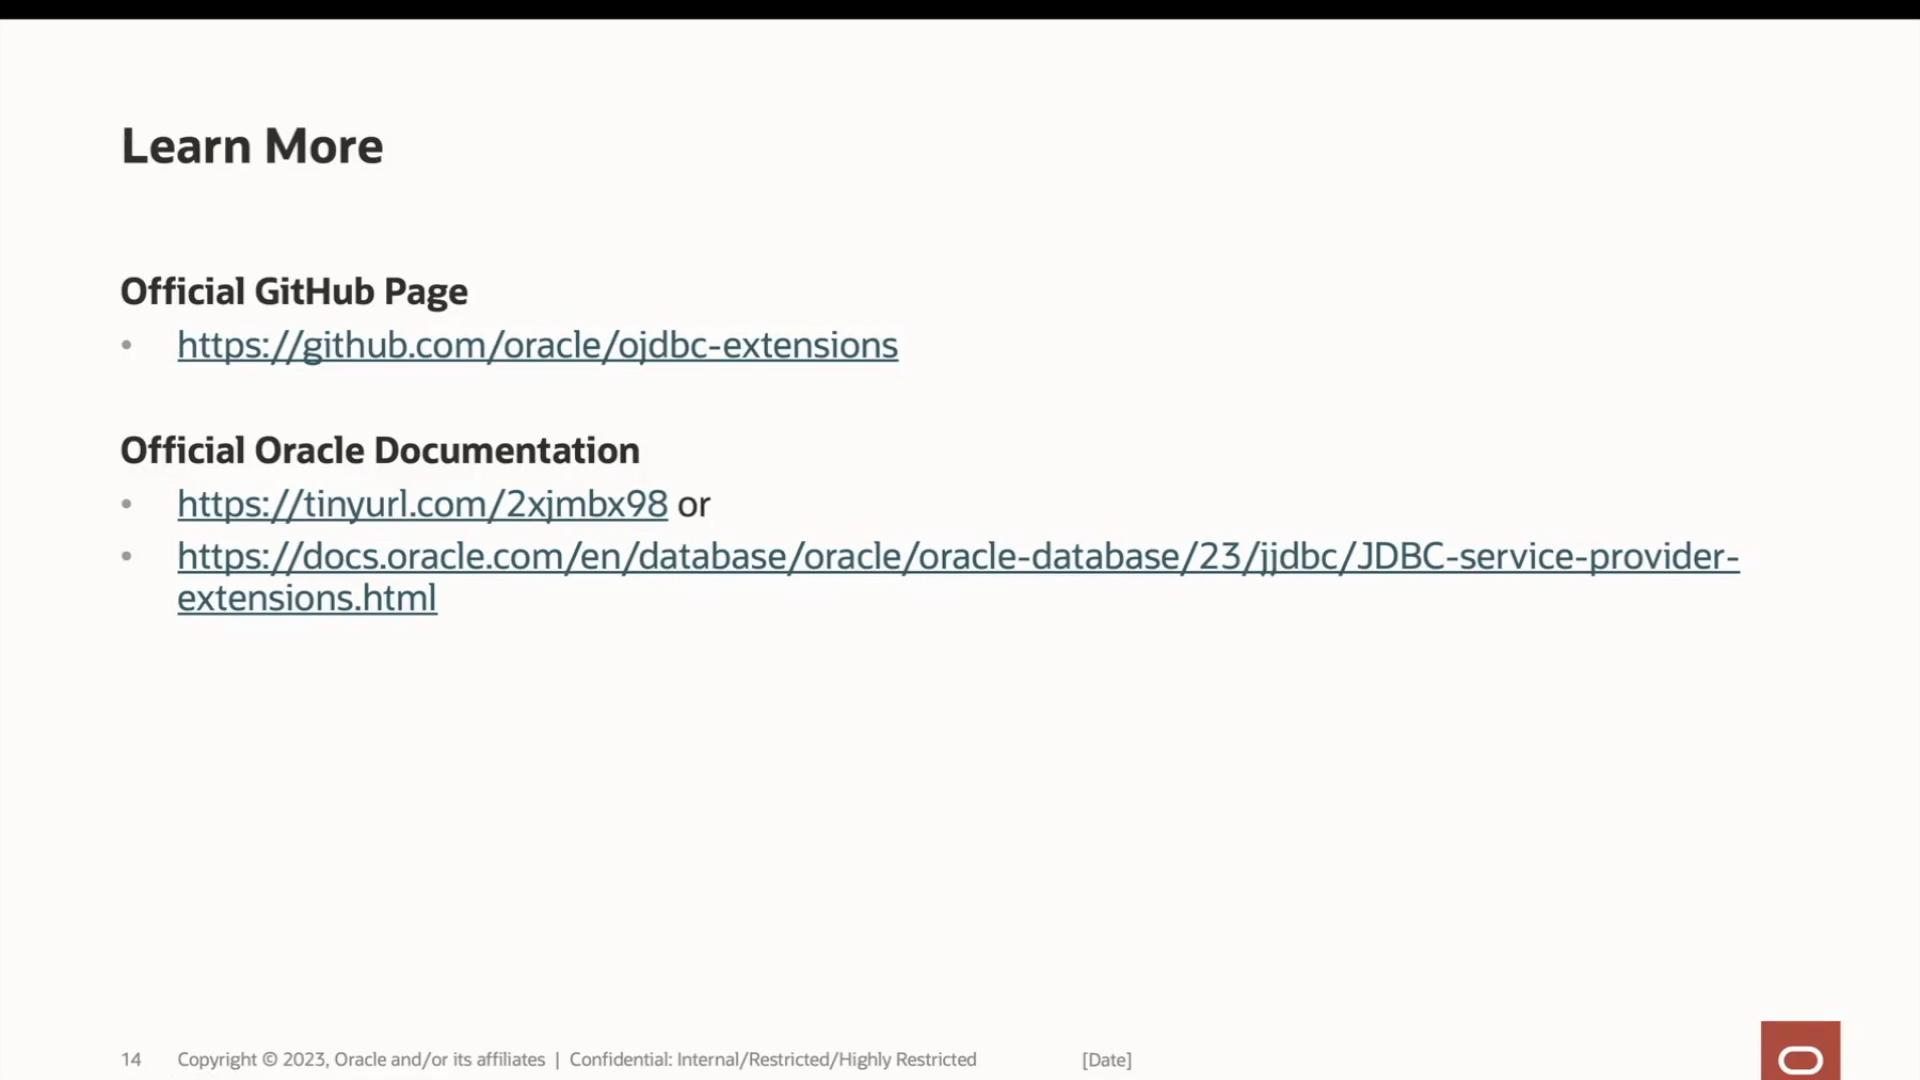 Learn More
Official GitHub Page
• https://github.com/oracle/ojdbc-extensions
Official Oracle Documentation
• https://tinyurl.com/2xjmbx98 or
• https://docs.oracle.com/en/database/oracle/oracle-database/23/jjdbc/JDBC-service-provider-
extensions.html
14 Copyright © 2023, Oracle and/or its affiliates | Confidential: Internal/Restricted/Highly Restricted [Date]